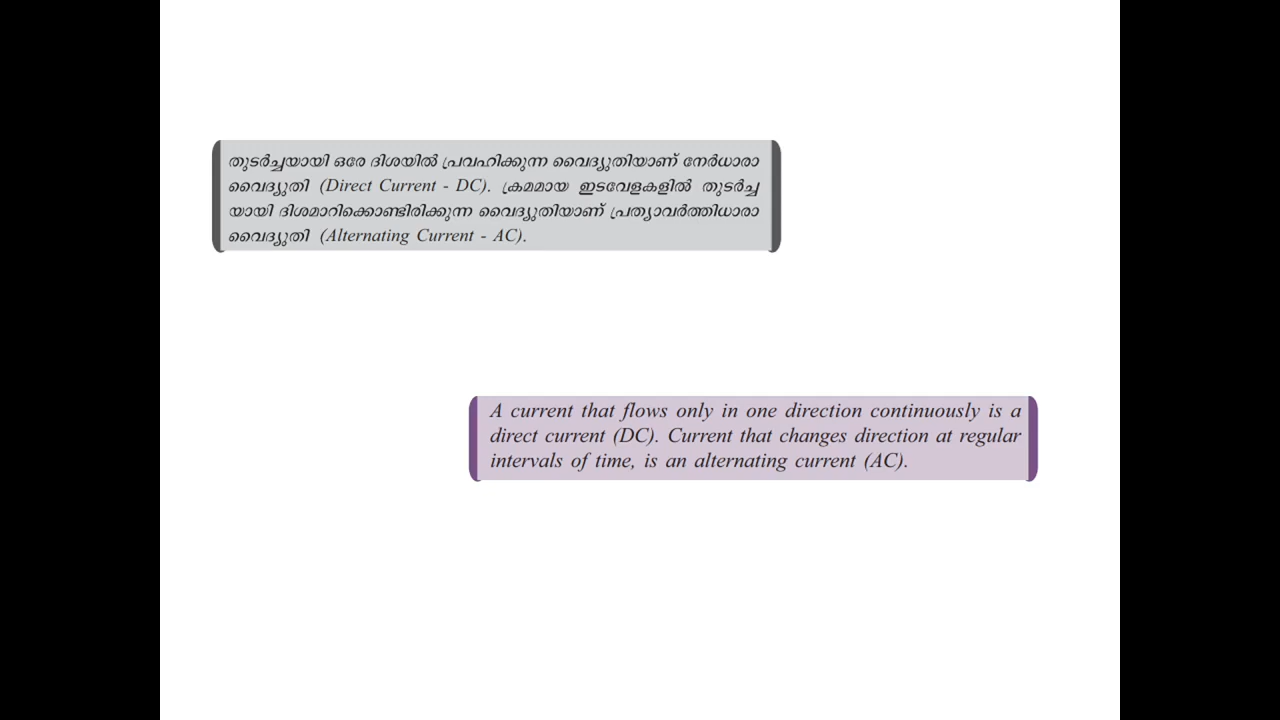 തുടർച്ചയായി ഒരേ ദിശയിൽ പ്രവഹിക്കുന്ന വൈദ്യുതിയാണ് നേർധാരാ
വൈദ്യുതി (Direct Current - DC). ക്രമമായ ഇടവേളകളിൽ തുടർച്ച
യായി ദിശമാറിക്കൊണ്ടിരിക്കുന്ന വൈദ്യുതിയാണ് പ്രത്യാവർത്തിധാരാ
വൈദ്യുതി (Alternating Current - AC).
A current that flows only in one direction continuously is a
direct current (DC). Current that changes direction at regular
intervals of time, is an alternating current (AC).